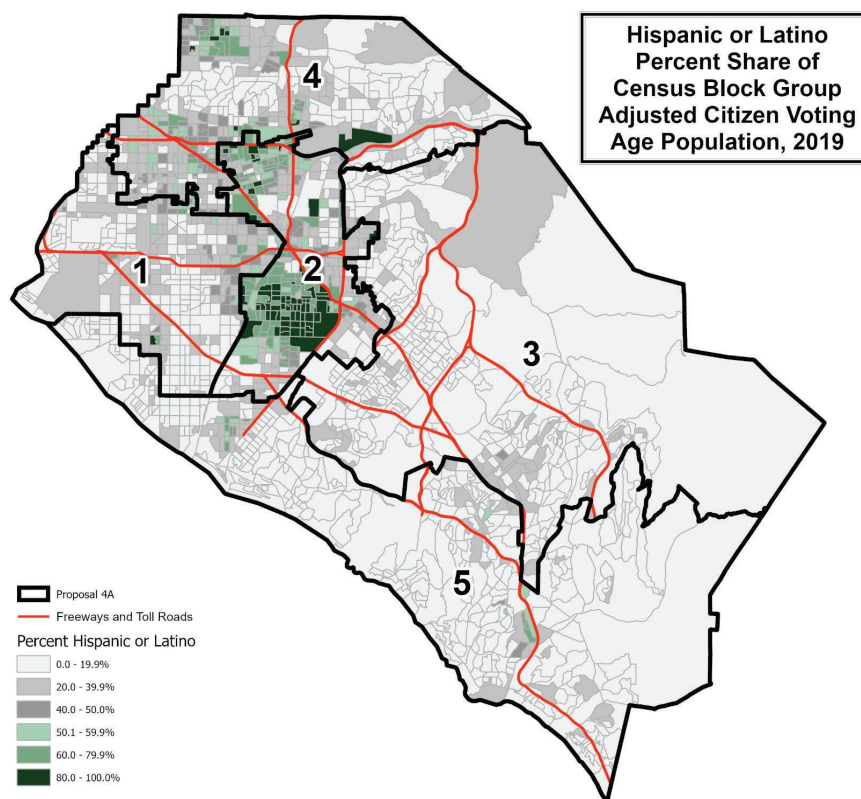 Hispanic or Latino
Percent Share of
Census Block Group
Adjusted Citizen Voting
Age Population, 2019
4
1
2
3
5
Proposal 4A
Freeways and Toll Roads
Percent Hispanic or Latino
0.0 - 19.9%
20.0 - 39.9%
40.0 - 50.0%
50.1 - 59.9%
60.0 - 79.9%
80.0 - 100.0%